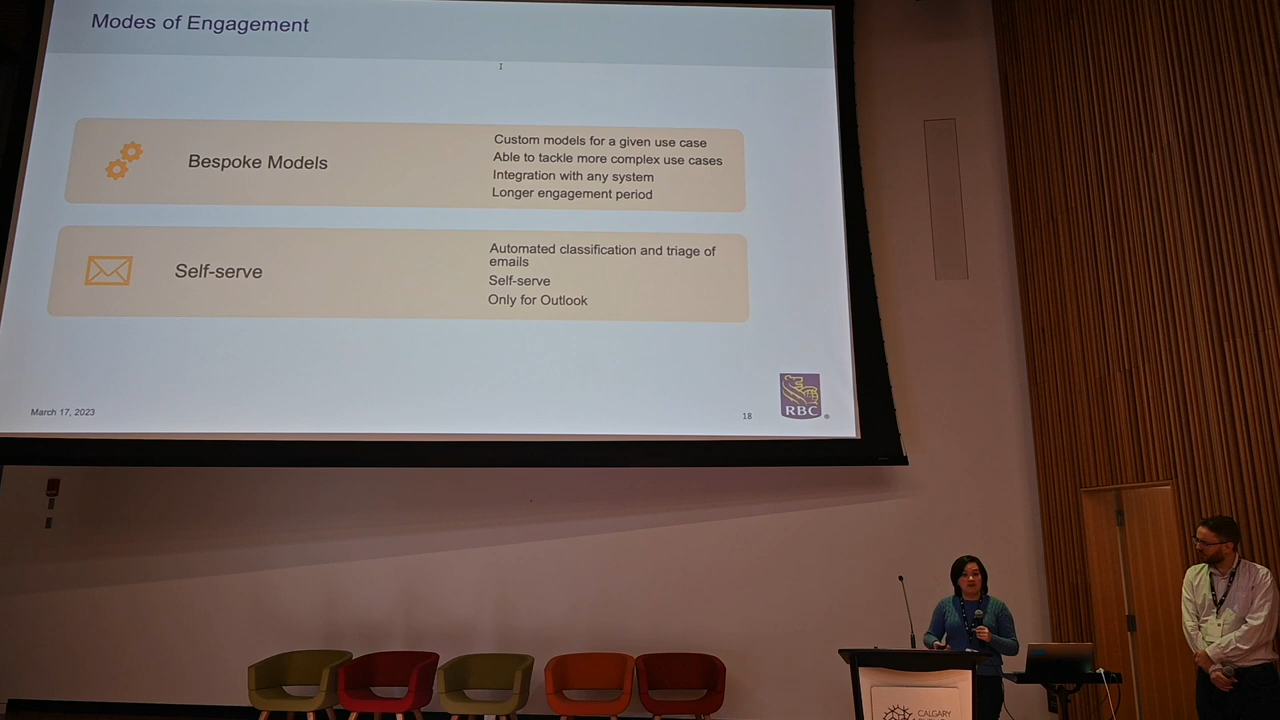 Modes of Engagement
Bespoke Models
Custom models for a given use case
Able to tackle more complex use cases
Integration with any system
Longer engagement period
Self-serve
Automated classification and triage of
emails
Self-serve
Only for Outlook
March 17, 2023
18
RBC
®
CALGARY